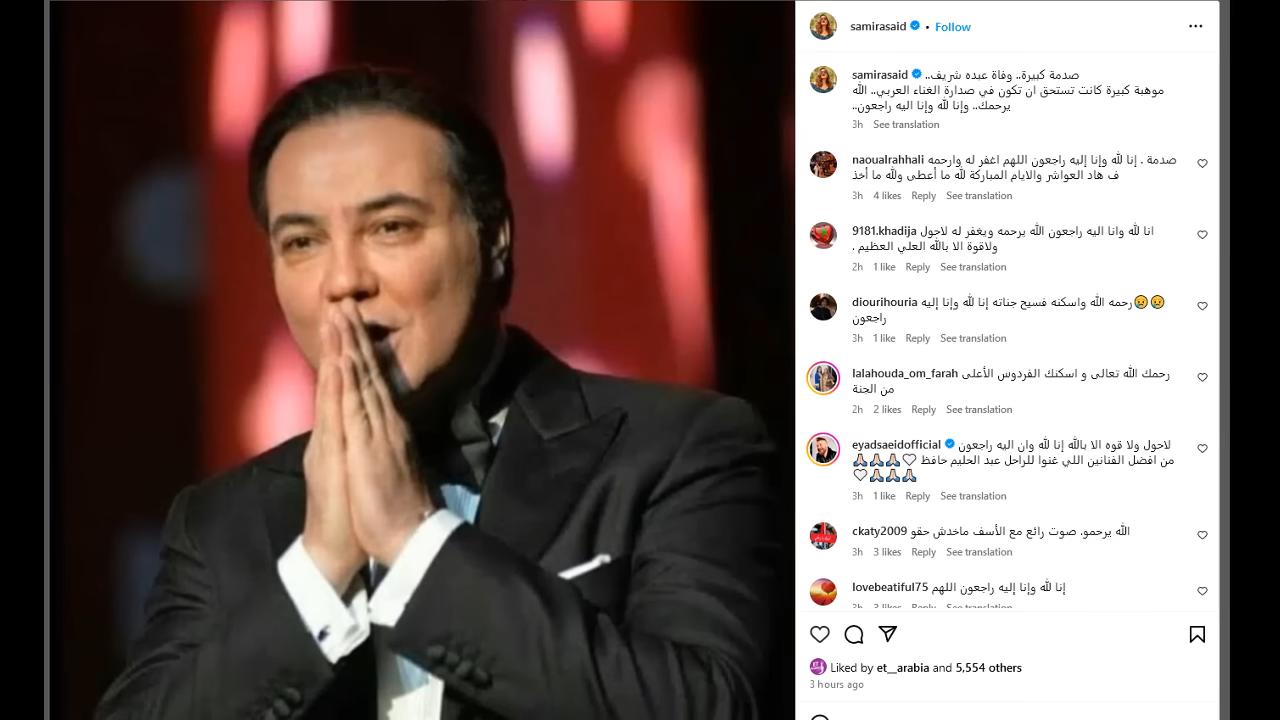 samirasaid • Follow
samirasaid صدمة كبيرة.. وفاة عبده شريف..
موهبة كبيرة كانت تستحق ان تكون في صدارة الغناء العربي.. الله
يرحمك.. وإنا لله وإنا اليه راجعون..
3h See translation
naoualrahhali صدمة . إنا لله وإنا إليه راجعون اللهم اغفر له وارحمه
ف هاد العواشر والايام المباركة لله ما أعطى ولله ما أخذ
3h 4 likes Reply See translation
9181.khadija انا لله وانا اليه راجعون الله يرحمه ويغفر له لاجول
ولاقوة الا بالله العلي العظيم .
2h 1 like Reply See translation
diourihouria رحمه الله واسكنه فسيح جناته إنا لله وإنا إليه😢😢
راجعون
3h 1 like Reply See translation
lalahouda_om_farah رحمك الله تعالى و اسكنك الفردوس الأعلى
من الجنة
2h 2 likes Reply See translation
eyadsaeidofficial لاحول ولا قوه الا بالله إنا لله وان اليه راجعون
من افضل الفنانين اللي غنوا للراحل عبد الحليم حافظ 🤍🙏🏼🙏🏼🙏🏼
🙏🏼🙏🏼🙏🏼🤍
3h 1 like Reply See translation
ckaty2009 الله يرحمو، صوت رائع مع الأسف ماخدش حقو
3h 3 likes Reply See translation
lovebeatiful75 إنا لله وإنا إليه راجعون اللهم
3h 3 likes Reply See translation
Liked by et__arabia and 5,554 others
3 hours ago